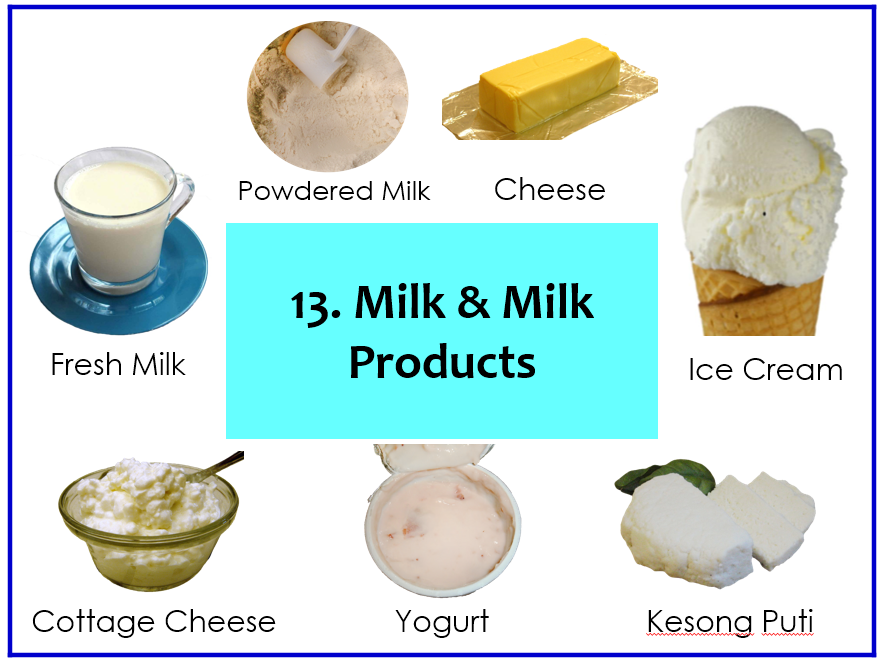 Powdered Milk
Cheese
Fresh Milk
13. Milk & Milk
Products
Ice Cream
Cottage Cheese
Yogurt
Kesong Puti